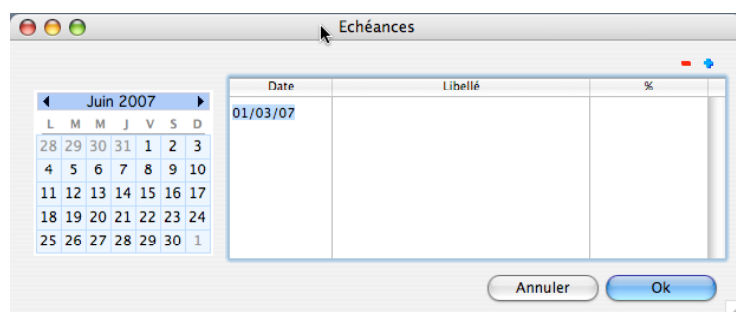 Echéances
Juin 2007
L M M J V S D
28 29 30 31 1 2 3
4 5 6 7 8 9 10
11 12 13 14 15 16 17
18 19 20 21 22 23 24
25 26 27 28 29 30 1
Date Libellé %
01/03/07
Annuler Ok